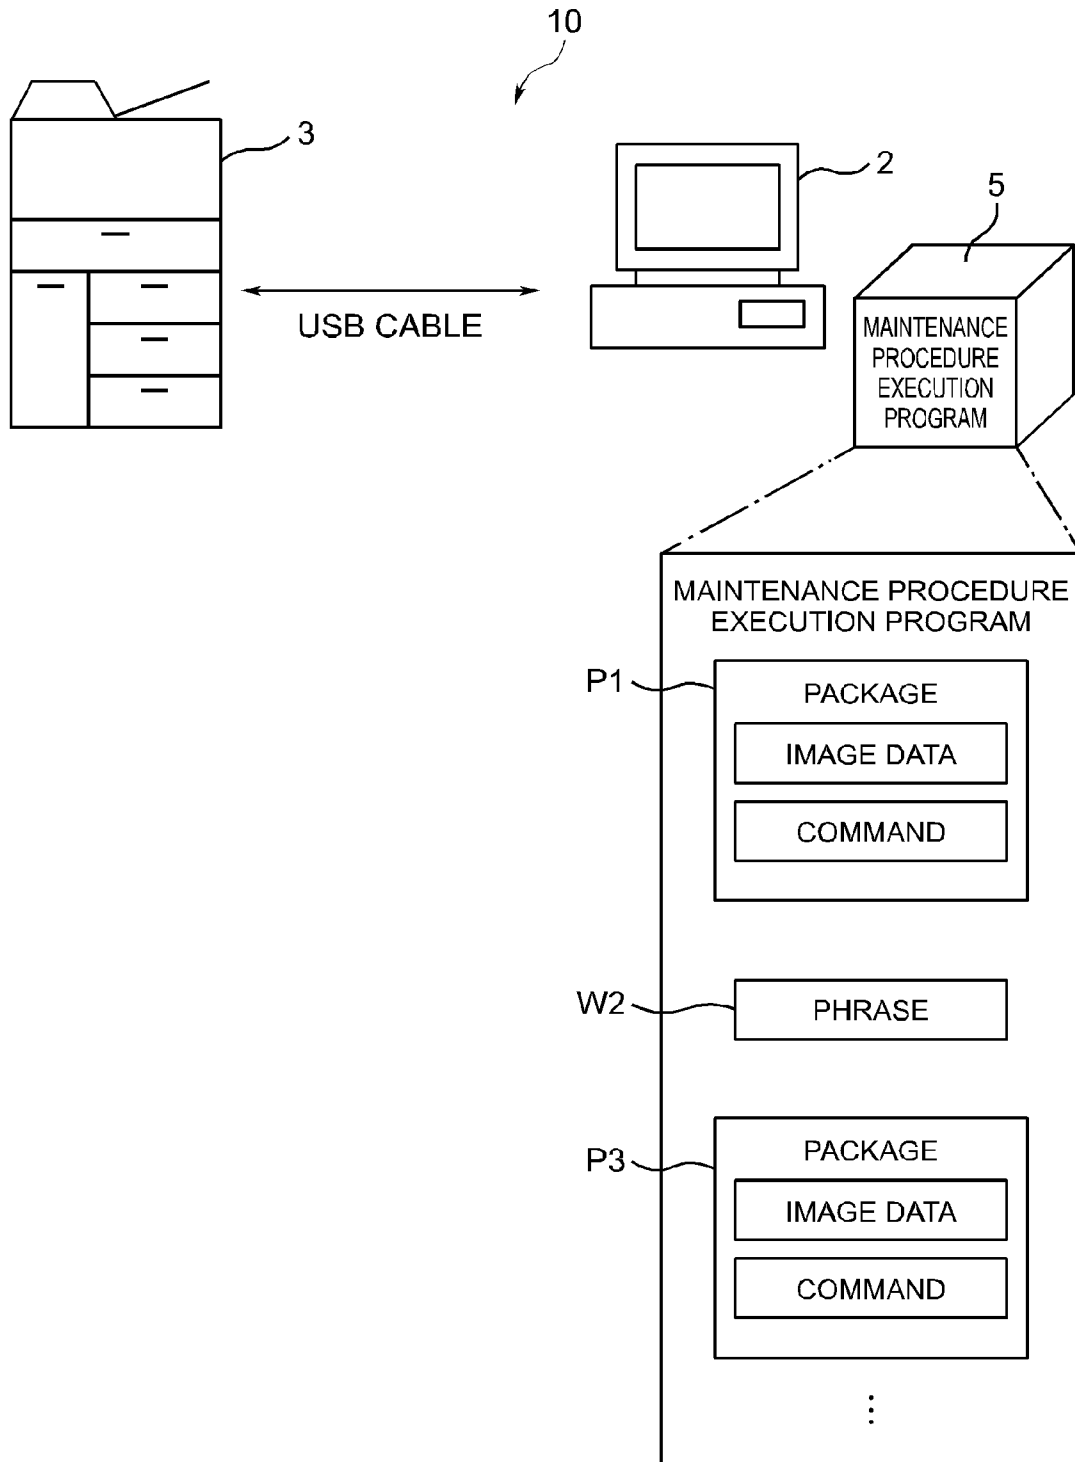 10
3
2
5
USB CABLE
MAINTENANCE
PROCEDURE
EXECUTION
PROGRAM
MAINTENANCE PROCEDURE
EXECUTION PROGRAM
P1
PACKAGE
IMAGE DATA
COMMAND
W2
PHRASE
P3
PACKAGE
IMAGE DATA
COMMAND
⋮